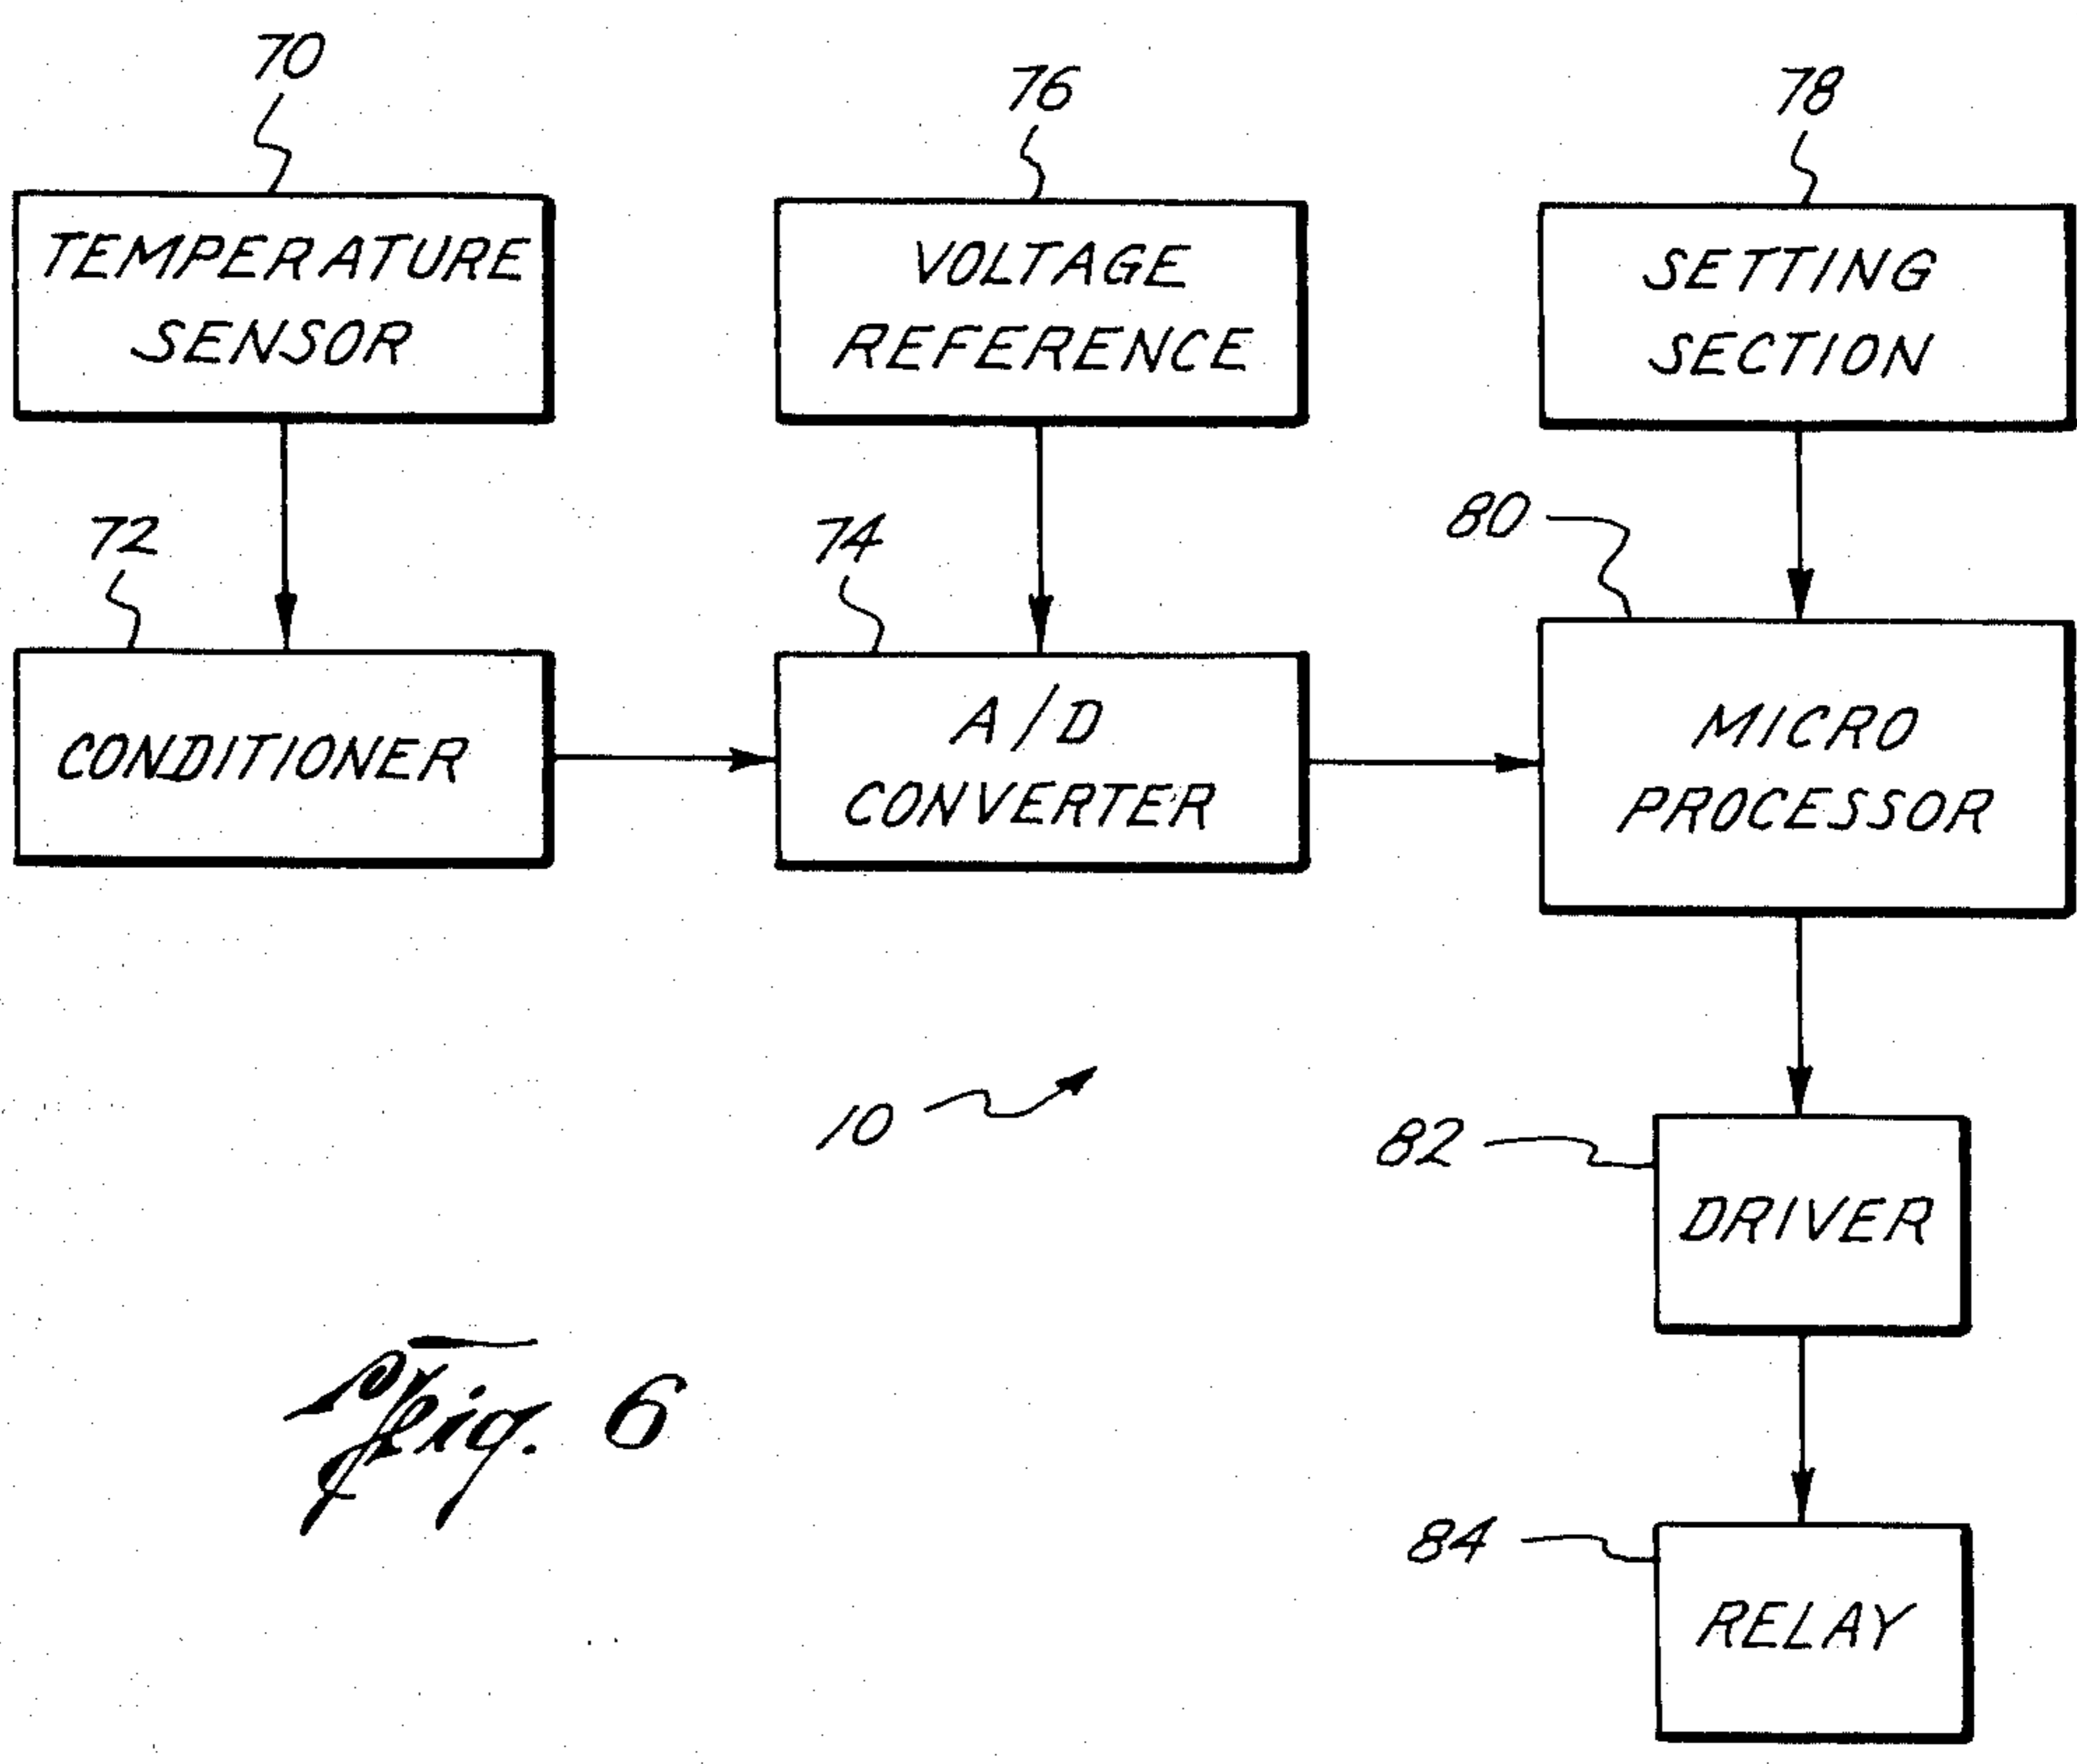 70
76
78
TEMPERATURE
SENSOR
VOLTAGE
REFERENCE
SETTING
SECTION
72
74
80
CONDITIONER
A/D
CONVERTER
MICRO
PROCESSOR
10
82
DRIVER
Fig. 6
84
RELAY